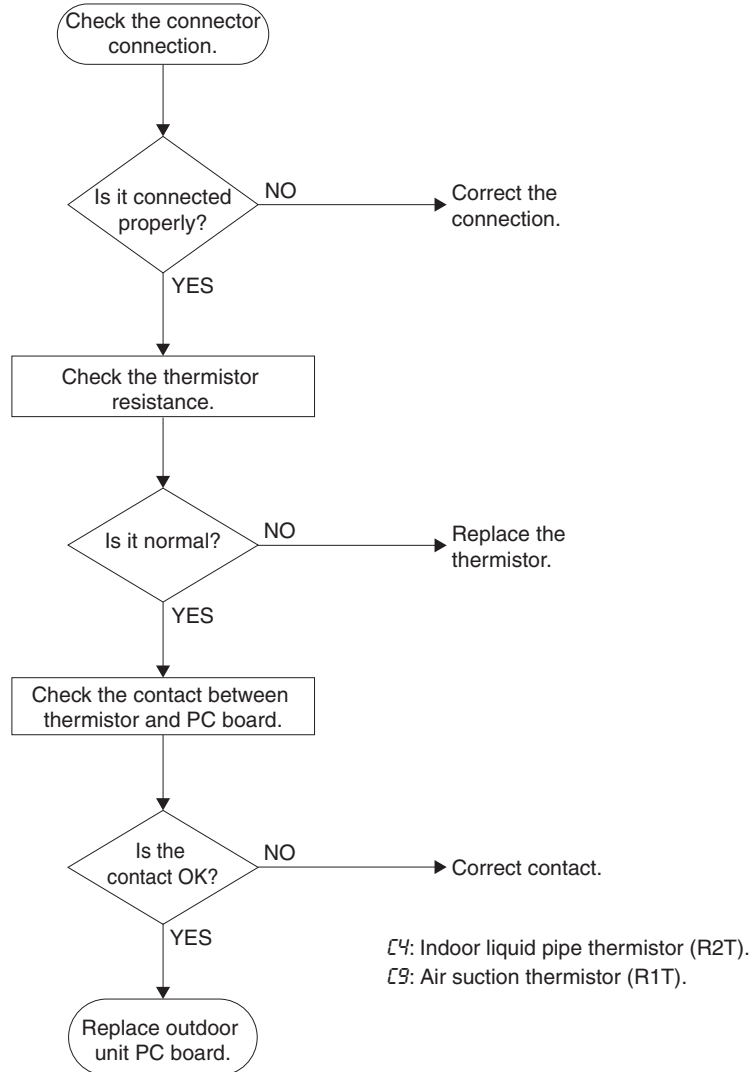 Check the connector
connection.
Is it connected
properly?
NO
Correct the
connection.
YES
Check the thermistor
resistance.
Is it normal?
NO
Replace the
thermistor.
YES
Check the contact between
thermistor and PC board.
Is the
contact OK?
NO
Correct contact.
YES
C4: Indoor liquid pipe thermistor (R2T).
C9: Air suction thermistor (R1T).
Replace outdoor
unit PC board.